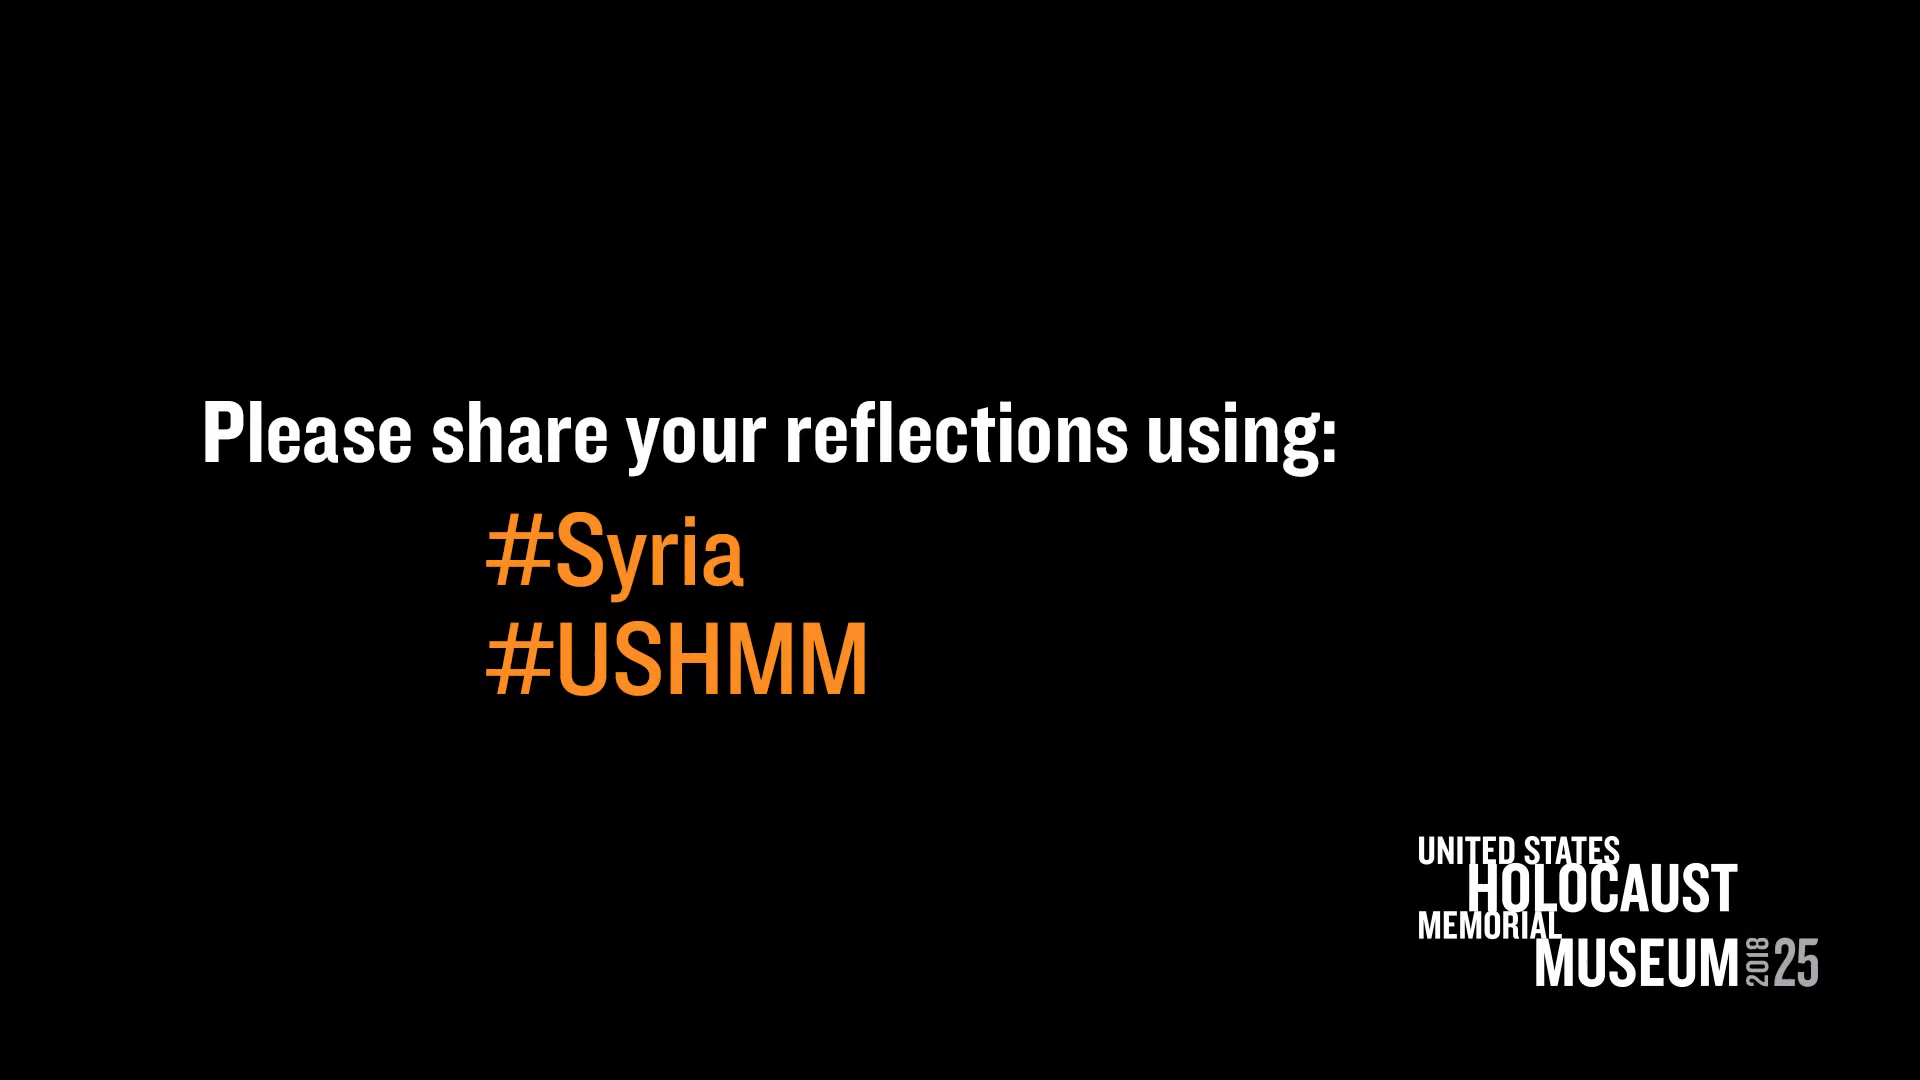 Please share your reflections using:
#Syria
#USHMM
UNITED STATES
HOLOCAUST
MEMORIAL
MUSEUM 2018 25